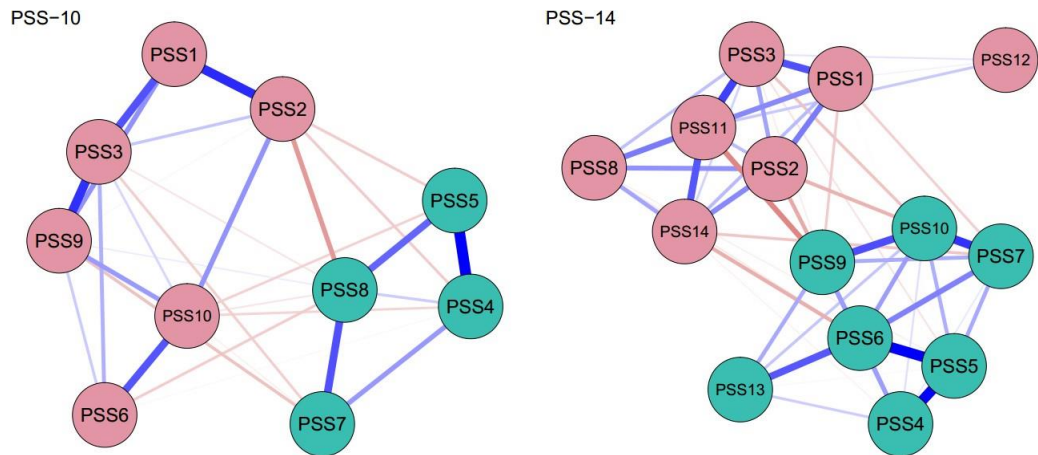 PSS-10
PSS1
PSS2
PSS3
PSS5
PSS9
PSS8
PSS4
PSS10
PSS6
PSS7
PSS-14
PSS3
PSS12
PSS1
PSS11
PSS8
PSS2
PSS14
PSS10
PSS9
PSS7
PSS6
PSS5
PSS13
PSS4